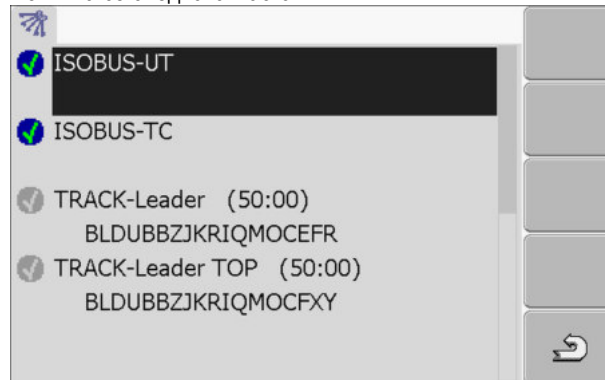 ISOBUS-UT
ISOBUS-TC
TRACK-Leader (50:00)
BLDUBBZJKRIQMOCEFR
TRACK-Leader TOP (50:00)
BLDUBBZJKRIQMOCFXY